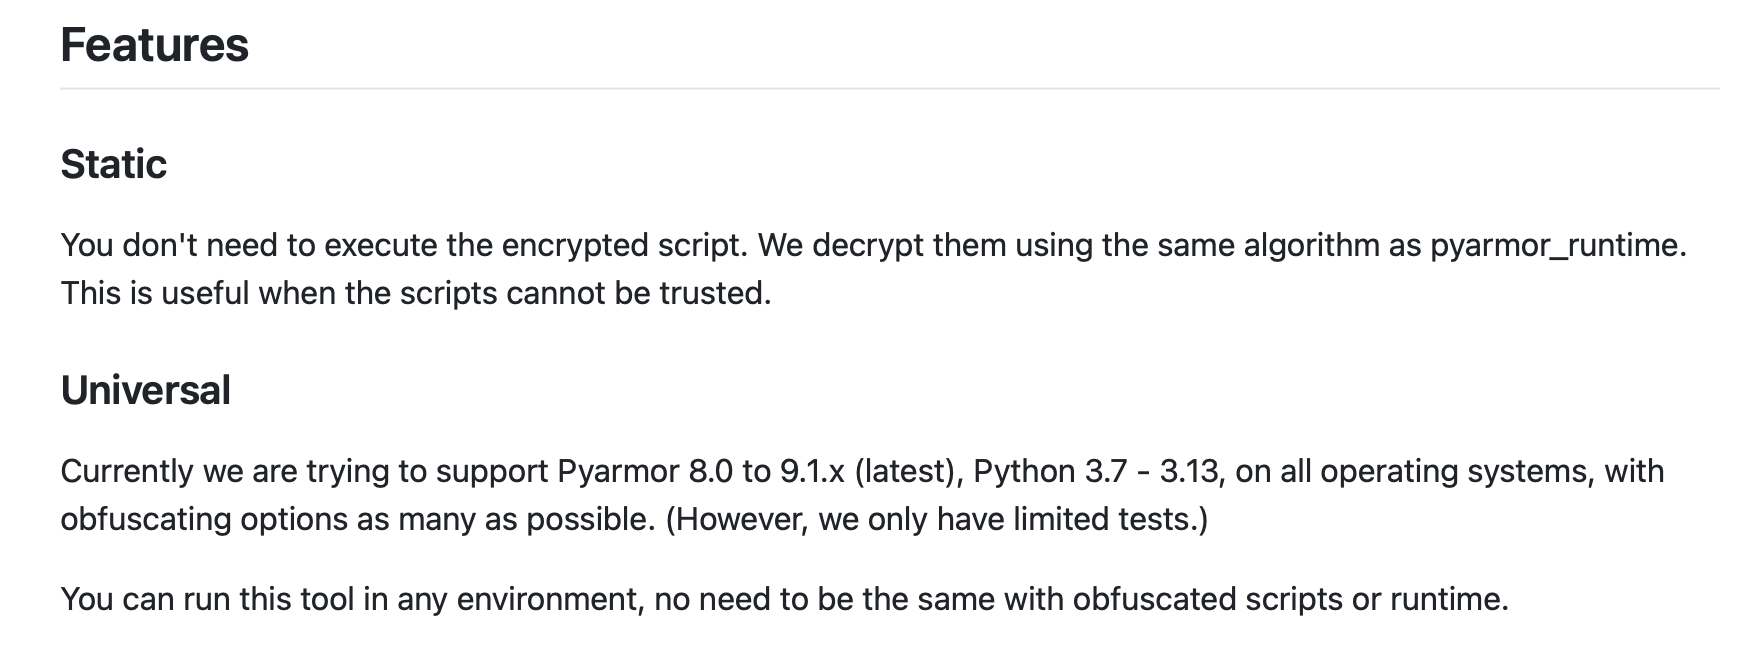 Features
Static
You don't need to execute the encrypted script. We decrypt them using the same algorithm as pyarmor_runtime.
This is useful when the scripts cannot be trusted.
Universal
Currently we are trying to support Pyarmor 8.0 to 9.1.x (latest), Python 3.7 - 3.13, on all operating systems, with
obfuscating options as many as possible. (However, we only have limited tests.)
You can run this tool in any environment, no need to be the same with obfuscated scripts or runtime.